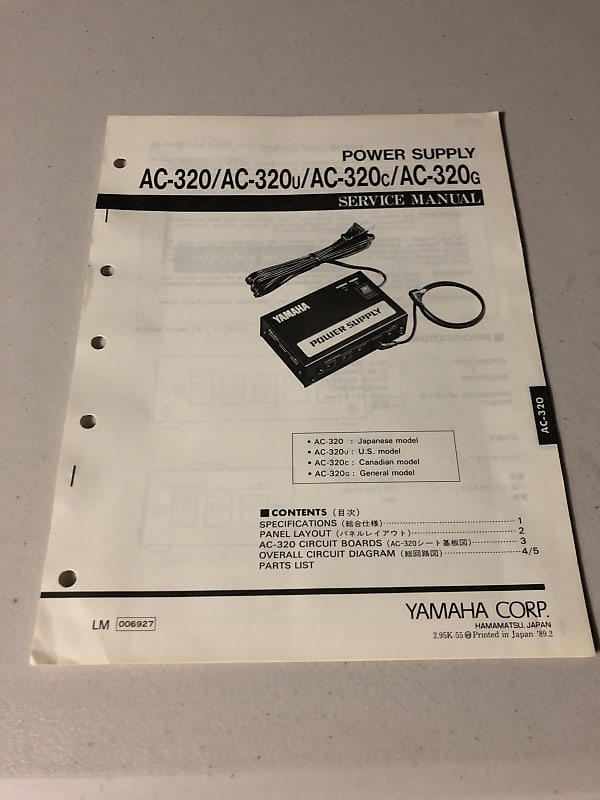 POWER SUPPLY
AC-320/AC-320U/AC-320C/AC-320G
SERVICE MANUAL
YAMAHA
POWER SUPPLY
AC-320
• AC-320 : Japanese model
• AC-320U : U.S. model
• AC-320C : Canadian model
• AC-320G : General model
■CONTENTS (目次)
SPECIFICATIONS (総合仕様)························1
PANEL LAYOUT (パネルレイアウト)························2
AC-320 CIRCUIT BOARDS (AC-320シート基板図)············3
OVERALL CIRCUIT DIAGRAM (総回路図)··················4/5
PARTS LIST
LM 006927
YAMAHA CORP.
HAMAMATSU, JAPAN
2.95K-55 Printed in Japan '89.2